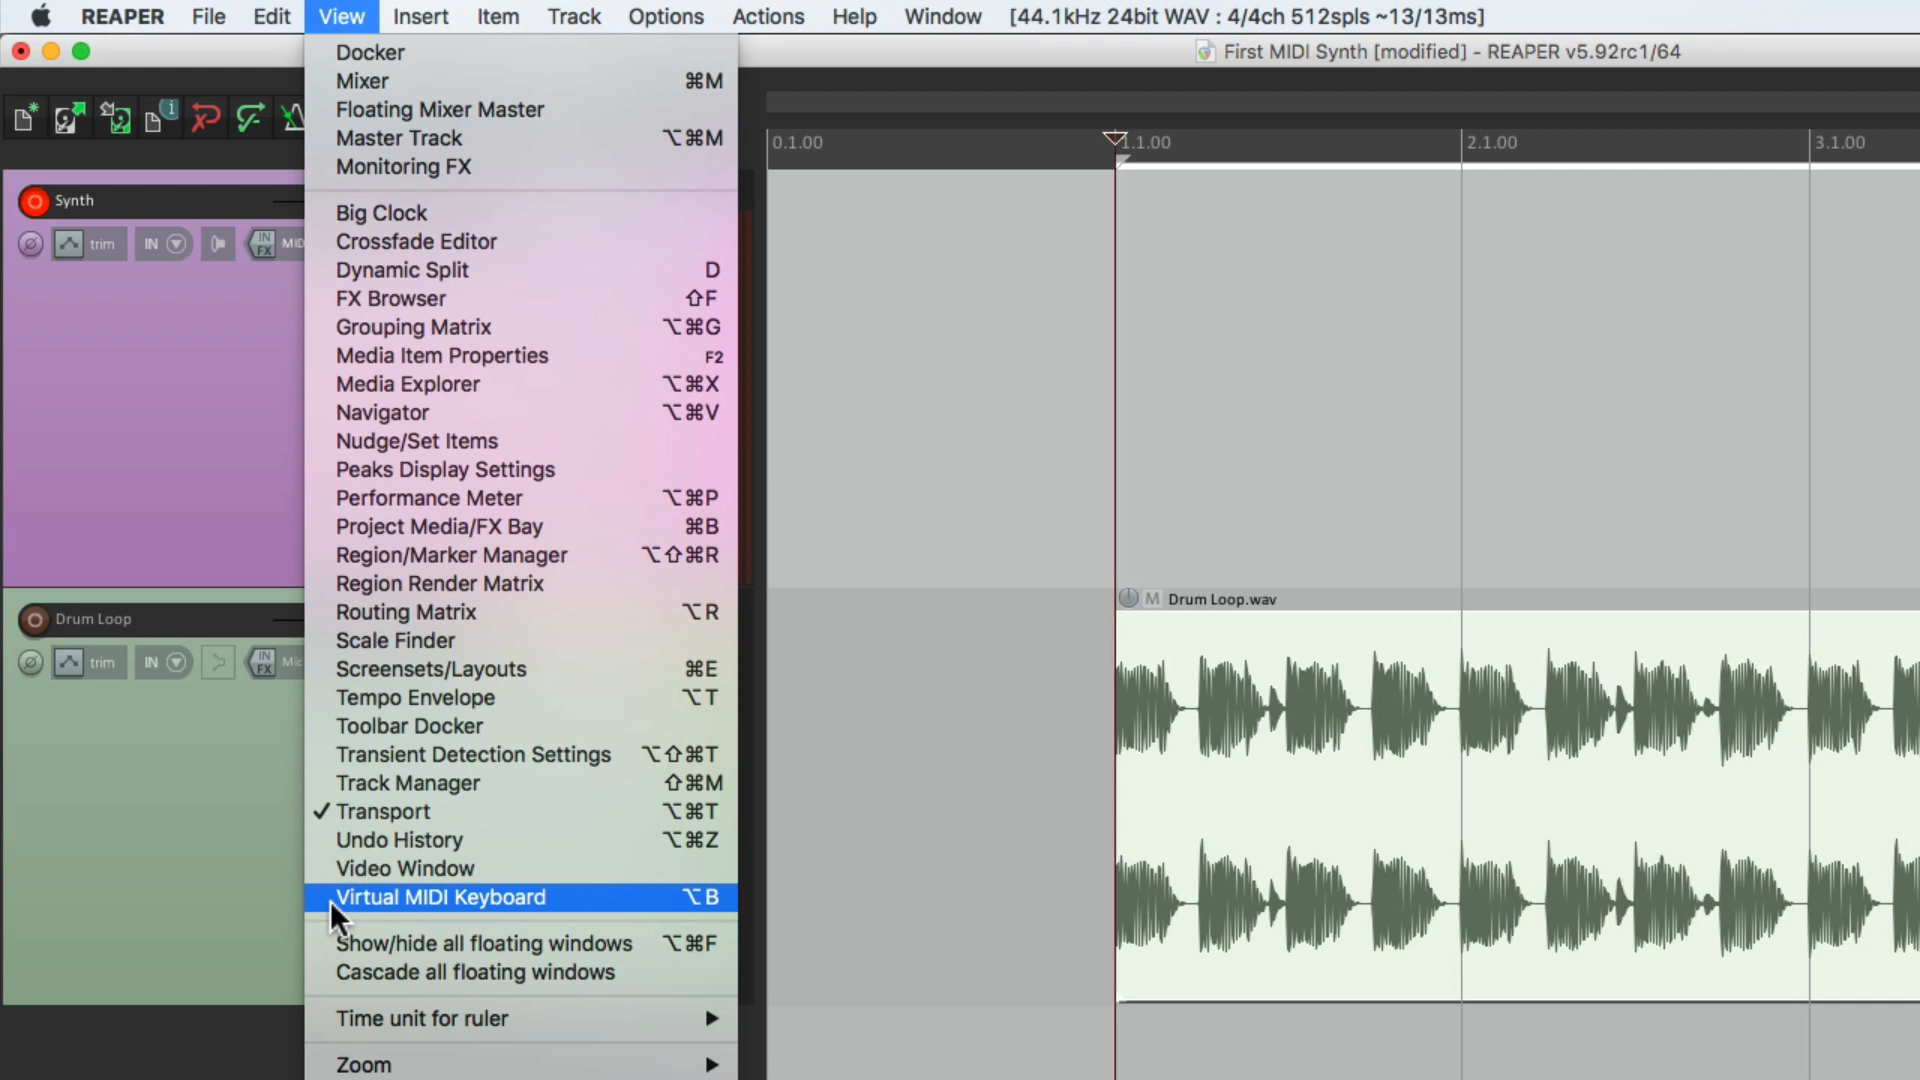 REAPER File Edit View Insert Item Track Options Actions Help Window [44.1kHz 24bit WAV : 4/4ch 512spls ~13/13ms]
First MIDI Synth [modified] - REAPER v5.92rc1/64
Docker
Mixer ⌘M
Floating Mixer Master
Master Track ⌥⌘M
Monitoring FX
Big Clock
Crossfade Editor
Dynamic Split D
FX Browser ⇧F
Grouping Matrix ⌥⌘G
Media Item Properties F2
Media Explorer ⌥⌘X
Navigator ⌥⌘V
Nudge/Set Items
Peaks Display Settings
Performance Meter ⌥⌘P
Project Media/FX Bay ⌘B
Region/Marker Manager ⌥⇧⌘R
Region Render Matrix
Routing Matrix ⌥R
Scale Finder
Screensets/Layouts ⌘E
Tempo Envelope ⌥T
Toolbar Docker
Transient Detection Settings ⌥⇧⌘T
Track Manager ⇧⌘M
✓ Transport ⌥⌘T
Undo History ⌥⌘Z
Video Window
Virtual MIDI Keyboard ⌥B
Show/hide all floating windows ⌥⌘F
Cascade all floating windows
Time unit for ruler
Zoom
Synth
trim IN IN FX MID
Drum Loop
trim IN IN FX Mic
0.1.00 1.1.00 2.1.00 3.1.00
M Drum Loop.wav